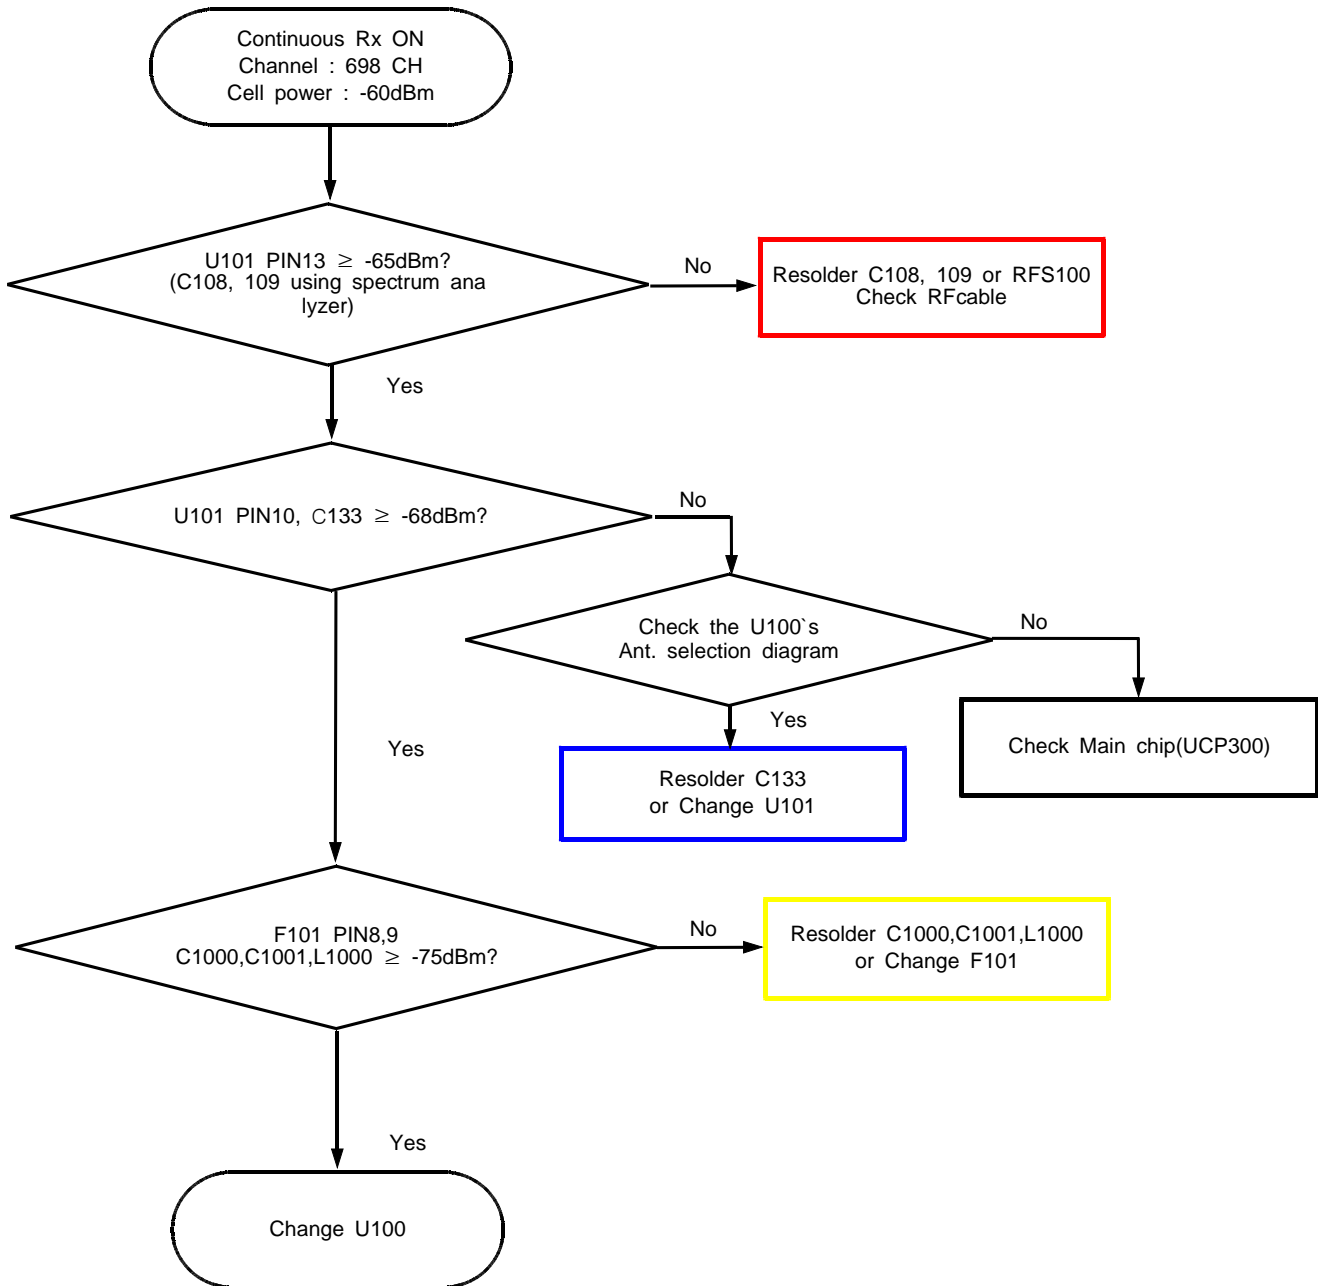 Continuous Rx ON
Channel : 698 CH
Cell power : -60dBm
U101 PIN13 ≥ -65dBm?
(C108, 109 using spectrum ana
lyzer)
No
Resolder C108, 109 or RFS100
Check RFcable
Yes
U101 PIN10, C133 ≥ -68dBm?
No
Check the U100`s
Ant. selection diagram
No
Check Main chip(UCP300)
Yes
Resolder C133
or Change U101
Yes
F101 PIN8,9
C1000,C1001,L1000 ≥ -75dBm?
No
Resolder C1000,C1001,L1000
or Change F101
Yes
Change U100